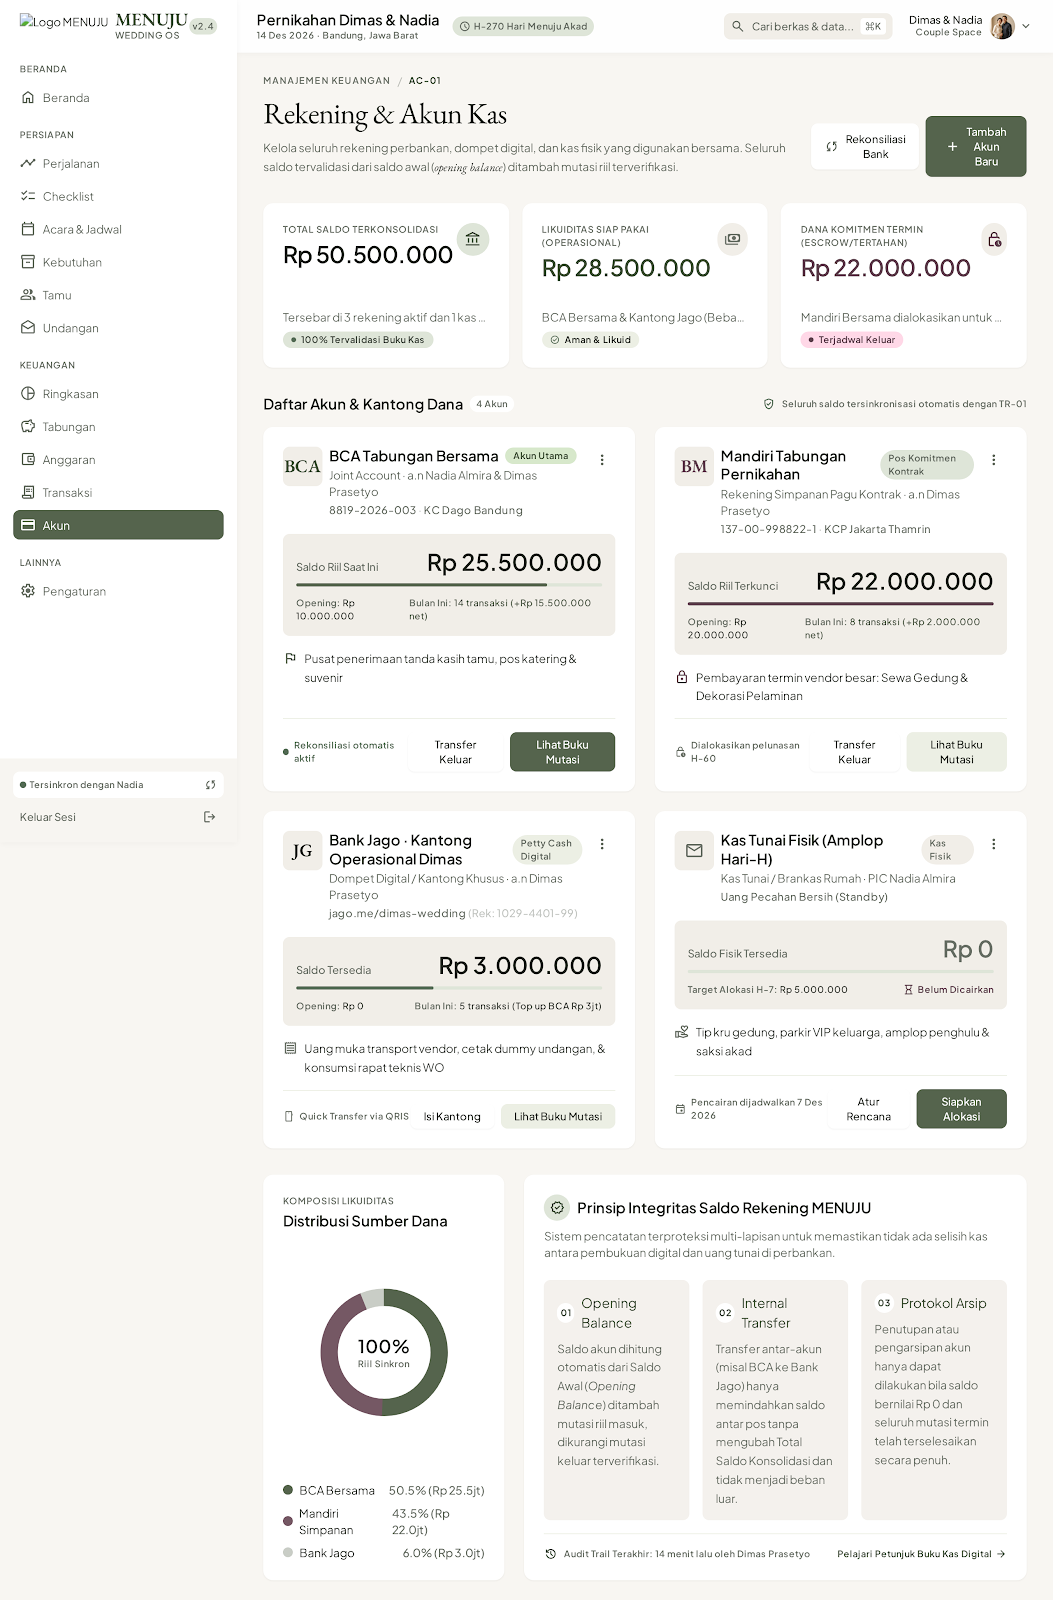 Logo MENUJU
MENUJU
WEDDING OS
v2.4
Pernikahan Dimas & Nadia
14 Des 2026 · Bandung, Jawa Barat
H-270 Hari Menuju Akad
Cari berkas & data...
⌘K
Dimas & Nadia
Couple Space
BERANDA
Beranda
PERSIAPAN
Perjalanan
Checklist
Acara & Jadwal
Kebutuhan
Tamu
Undangan
KEUANGAN
Ringkasan
Tabungan
Anggaran
Transaksi
Akun
LAINNYA
Pengaturan
Tersinkron dengan Nadia
Keluar Sesi
MANAJEMEN KEUANGAN / AC-01
Rekening & Akun Kas
Kelola seluruh rekening perbankan, dompet digital, dan kas fisik yang digunakan bersama. Seluruh
saldo tervalidasi dari saldo awal (opening balance) ditambah mutasi riil terverifikasi.
Rekonsiliasi
Bank
Tambah
Akun
Baru
TOTAL SALDO TERKONSOLIDASI
Rp 50.500.000
Tersebar di 3 rekening aktif dan 1 kas ...
100% Tervalidasi Buku Kas
LIKUIDITAS SIAP PAKAI
(OPERASIONAL)
Rp 28.500.000
BCA Bersama & Kantong Jago (Beba...
Aman & Likuid
DANA KOMITMEN TERMIN
(ESCROW/TERTAHAN)
Rp 22.000.000
Mandiri Bersama dialokasikan untuk ...
Terjadwal Keluar
Daftar Akun & Kantong Dana
4 Akun
Seluruh saldo tersinkronisasi otomatis dengan TR-01
BCA
BCA Tabungan Bersama
Akun Utama
Joint Account · a.n Nadia Almira & Dimas
Prasetyo
8819-2026-003 · KC Dago Bandung
Saldo Riil Saat Ini
Rp 25.500.000
Opening: Rp
10.000.000
Bulan Ini: 14 transaksi (+Rp 15.500.000
net)
Pusat penerimaan tanda kasih tamu, pos katering &
suvenir
Rekonsiliasi otomatis
aktif
Transfer
Keluar
Lihat Buku
Mutasi
BM
Mandiri Tabungan
Pernikahan
Pos Komitmen
Kontrak
Rekening Simpanan Pagu Kontrak · a.n Dimas
Prasetyo
137-00-998822-1 · KCP Jakarta Thamrin
Saldo Riil Terkunci
Rp 22.000.000
Opening: Rp
20.000.000
Bulan Ini: 8 transaksi (+Rp 2.000.000
net)
Pembayaran termin vendor besar: Sewa Gedung &
Dekorasi Pelaminan
Dialokasikan pelunasan
H-60
Transfer
Keluar
Lihat Buku
Mutasi
JG
Bank Jago · Kantong
Operasional Dimas
Petty Cash
Digital
Dompet Digital / Kantong Khusus · a.n Dimas
Prasetyo
jago.me/dimas-wedding (Rek: 1029-4401-99)
Saldo Tersedia
Rp 3.000.000
Opening: Rp 0
Bulan Ini: 5 transaksi (Top up BCA Rp 3jt)
Uang muka transport vendor, cetak dummy undangan, &
konsumsi rapat teknis WO
Quick Transfer via QRIS
Isi Kantong
Lihat Buku Mutasi
Kas Tunai Fisik (Amplop
Hari-H)
Kas
Fisik
Kas Tunai / Brankas Rumah · PIC Nadia Almira
Uang Pecahan Bersih (Standby)
Saldo Fisik Tersedia
Rp 0
Target Alokasi H-7: Rp 5.000.000
Belum Dicairkan
Tip kru gedung, parkir VIP keluarga, amplop penghulu &
saksi akad
Pencairan dijadwalkan 7 Des
2026
Atur
Rencana
Siapkan
Alokasi
KOMPOSISI LIKUIDITAS
Distribusi Sumber Dana
100%
Riil Sinkron
BCA Bersama 50.5% (Rp 25.5jt)
Mandiri
Simpanan
43.5% (Rp
22.0jt)
Bank Jago 6.0% (Rp 3.0jt)
Prinsip Integritas Saldo Rekening MENUJU
Sistem pencatatan terproteksi multi-lapisan untuk memastikan tidak ada selisih kas
antara pembukuan digital dan uang tunai di perbankan.
01
Opening
Balance
Saldo akun dihitung
otomatis dari Saldo
Awal (Opening
Balance) ditambah
mutasi riil masuk,
dikurangi mutasi
keluar terverifikasi.
02
Internal
Transfer
Transfer antar-akun
(misal BCA ke Bank
Jago) hanya
memindahkan saldo
antar pos tanpa
mengubah Total
Saldo Konsolidasi dan
tidak menjadi beban
luar.
03
Protokol Arsip
Penutupan atau
pengarsipan akun
hanya dapat
dilakukan bila saldo
bernilai Rp 0 dan
seluruh mutasi termin
telah terselesaikan
secara penuh.
Audit Trail Terakhir: 14 menit lalu oleh Dimas Prasetyo
Pelajari Petunjuk Buku Kas Digital →